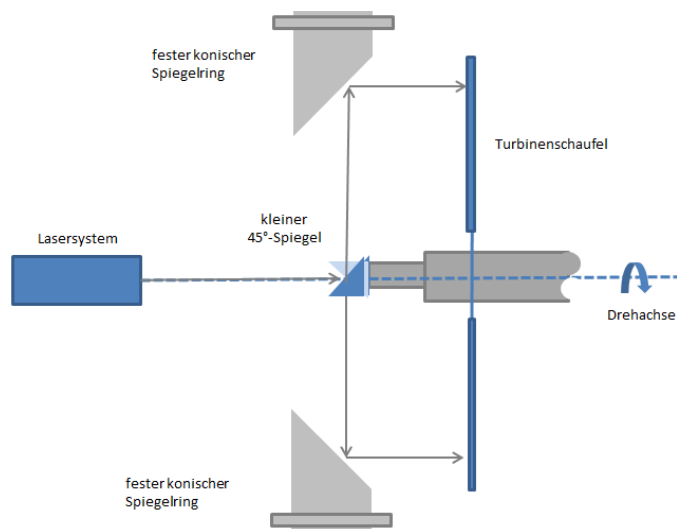 fester konischer
Spiegelring
Turbinenschaufel
kleiner
45°-Spiegel
Lasersystem
Drehachse
fester konischer
Spiegelring